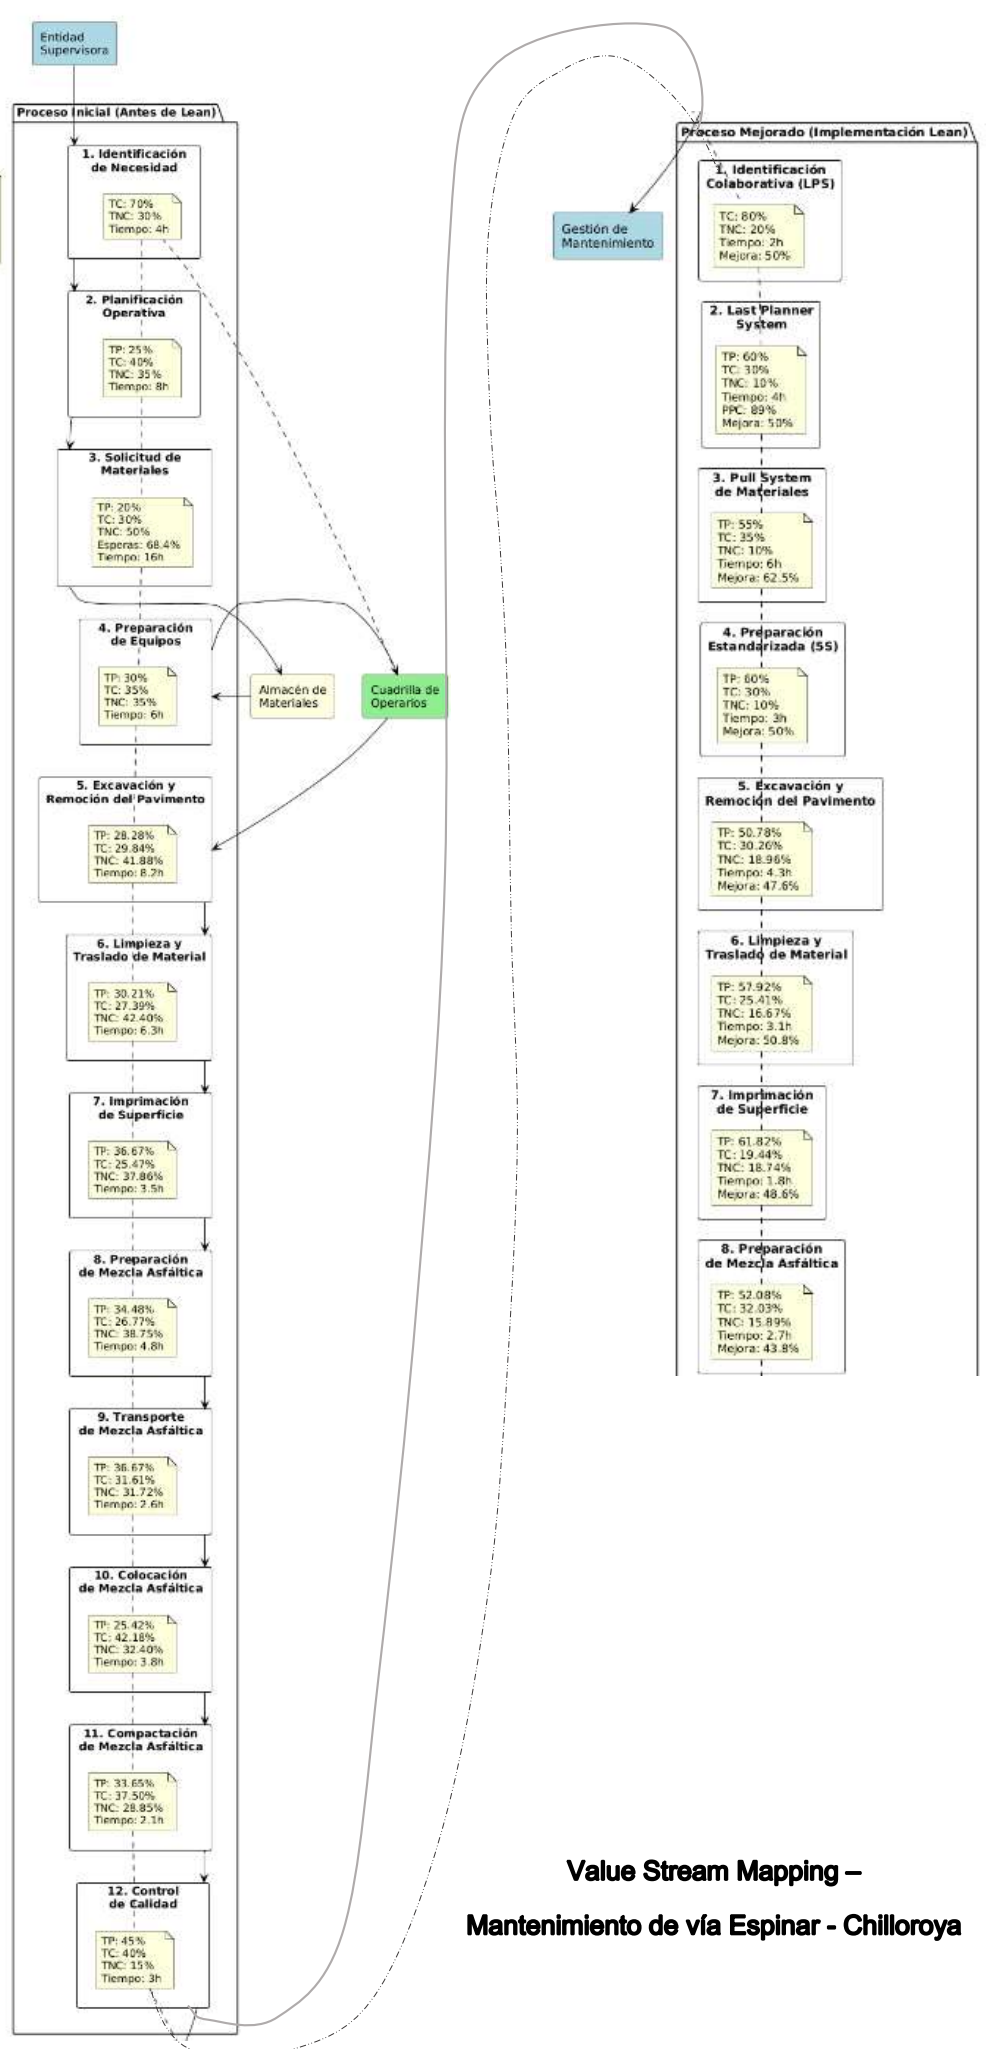 Entidad
Supervisora
Proceso Inicial (Antes de Lean)
1. Identificación
de Necesidad
TC: 70%
TNC: 30%
Tiempo: 4h
2. Planificación
Operativa
TP: 25%
TC: 40%
TNC: 35%
Tiempo: 8h
3. Solicitud de
Materiales
TP: 20%
TC: 30%
TNC: 50%
Esperas: 68.4%
Tiempo: 16h
4. Preparación
de Equipos
TP: 30%
TC: 35%
TNC: 35%
Tiempo: 6h
Almacén de
Materiales
Cuadrilla de
Operarios
5. Excavación y
Remoción del Pavimento
TP: 28.28%
TC: 29.84%
TNC: 41.88%
Tiempo: 8.2h
6. Limpieza y
Traslado de Material
TP: 30.21%
TC: 27.39%
TNC: 42.40%
Tiempo: 6.3h
7. Imprimación
de Superficie
TP: 36.67%
TC: 25.47%
TNC: 37.86%
Tiempo: 3.5h
8. Preparación
de Mezcla Asfáltica
TP: 34.48%
TC: 26.77%
TNC: 38.75%
Tiempo: 4.8h
9. Transporte
de Mezcla Asfáltica
TP: 36.67%
TC: 31.61%
TNC: 31.72%
Tiempo: 2.6h
10. Colocación
de Mezcla Asfáltica
TP: 25.42%
TC: 42.18%
TNC: 32.40%
Tiempo: 3.8h
11. Compactación
de Mezcla Asfáltica
TP: 33.65%
TC: 37.50%
TNC: 28.85%
Tiempo: 2.1h
12. Control
de Calidad
TP: 45%
TC: 40%
TNC: 15%
Tiempo: 3h
Gestión de
Mantenimiento
Proceso Mejorado (Implementación Lean)
1. Identificación
Colaborativa (LPS)
TC: 80%
TNC: 20%
Tiempo: 2h
Mejora: 50%
2. Last Planner
System
TP: 60%
TC: 30%
TNC: 10%
Tiempo: 4h
PPC: 89%
Mejora: 50%
3. Pull System
de Materiales
TP: 55%
TC: 35%
TNC: 10%
Tiempo: 6h
Mejora: 62.5%
4. Preparación
Estandarizada (5S)
TP: 60%
TC: 30%
TNC: 10%
Tiempo: 3h
Mejora: 50%
5. Excavación y
Remoción del Pavimento
TP: 50.78%
TC: 30.26%
TNC: 18.96%
Tiempo: 4.3h
Mejora: 47.6%
6. Limpieza y
Traslado de Material
TP: 57.92%
TC: 25.41%
TNC: 16.67%
Tiempo: 3.1h
Mejora: 50.8%
7. Imprimación
de Superficie
TP: 61.82%
TC: 19.44%
TNC: 18.74%
Tiempo: 1.8h
Mejora: 48.6%
8. Preparación
de Mezcla Asfáltica
TP: 52.08%
TC: 32.03%
TNC: 15.89%
Tiempo: 2.7h
Mejora: 43.8%
Value Stream Mapping –
Mantenimiento de vía Espinar - Chilloroya